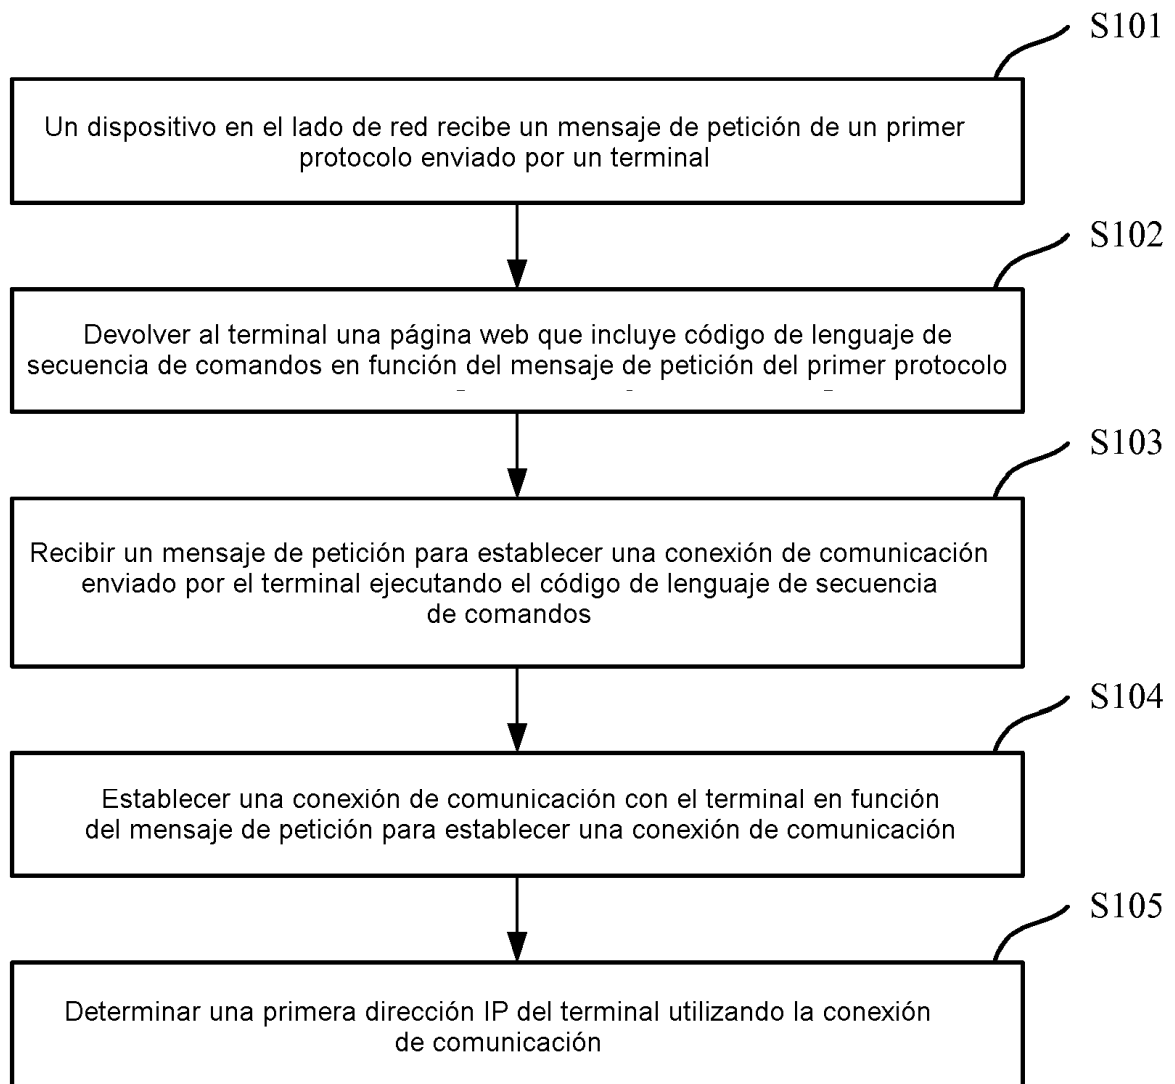 S101
Un dispositivo en el lado de red recibe un mensaje de petición de un primer
protocolo enviado por un terminal
S102
Devolver al terminal una página web que incluye código de lenguaje de
secuencia de comandos en función del mensaje de petición del primer protocolo
S103
Recibir un mensaje de petición para establecer una conexión de comunicación
enviado por el terminal ejecutando el código de lenguaje de secuencia
de comandos
S104
Establecer una conexión de comunicación con el terminal en función
del mensaje de petición para establecer una conexión de comunicación
S105
Determinar una primera dirección IP del terminal utilizando la conexión
de comunicación